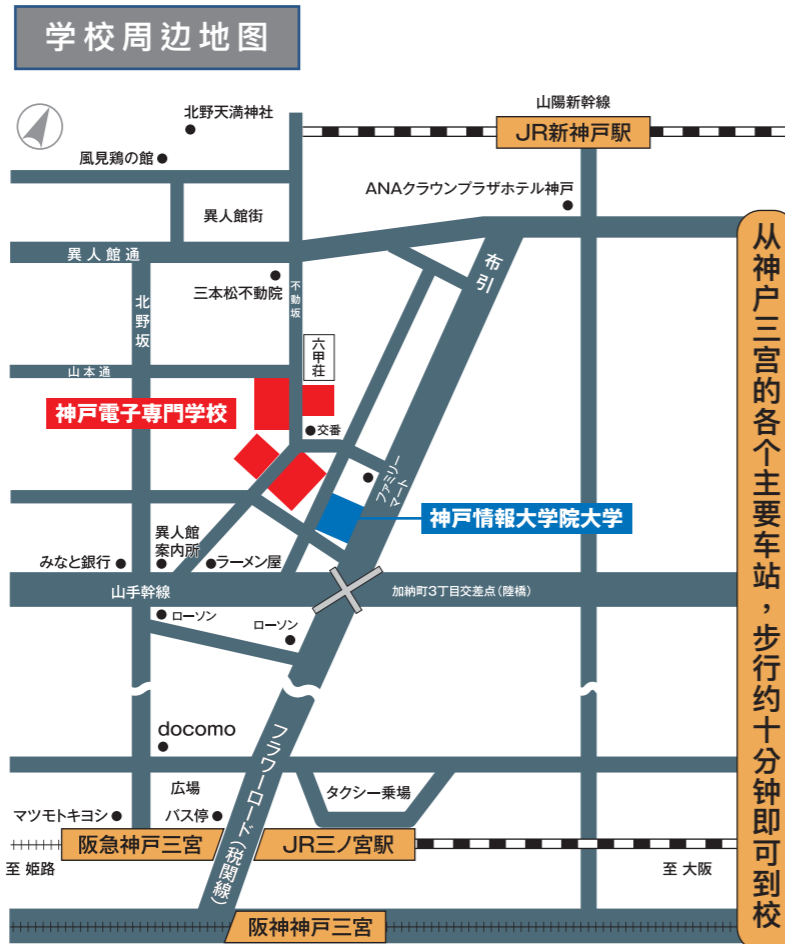 学校周边地图
山陽新幹線
北野天満神社
JR新神戸駅
風見鶏の館
ANAクラウンプラザホテル神戸
異人館街
異人館通
布引
三本松不動院
不動坂
北野坂
六甲荘
山本通
神戸電子専門学校
交番
ファミリーマート
神戸情報大学院大学
異人館
案内所
みなと銀行
ラーメン屋
山手幹線
加納町3丁目交差点(陸橋)
ローソン
ローソン
docomo
フラワーロード(税関線)
広場
タクシー乗場
マツモトキヨシ
バス停
阪急神戸三宮
JR三ノ宮駅
至 姫路
至 大阪
阪神神戸三宮
从神户三宫的各个主要车站，步行约十分钟即可到校